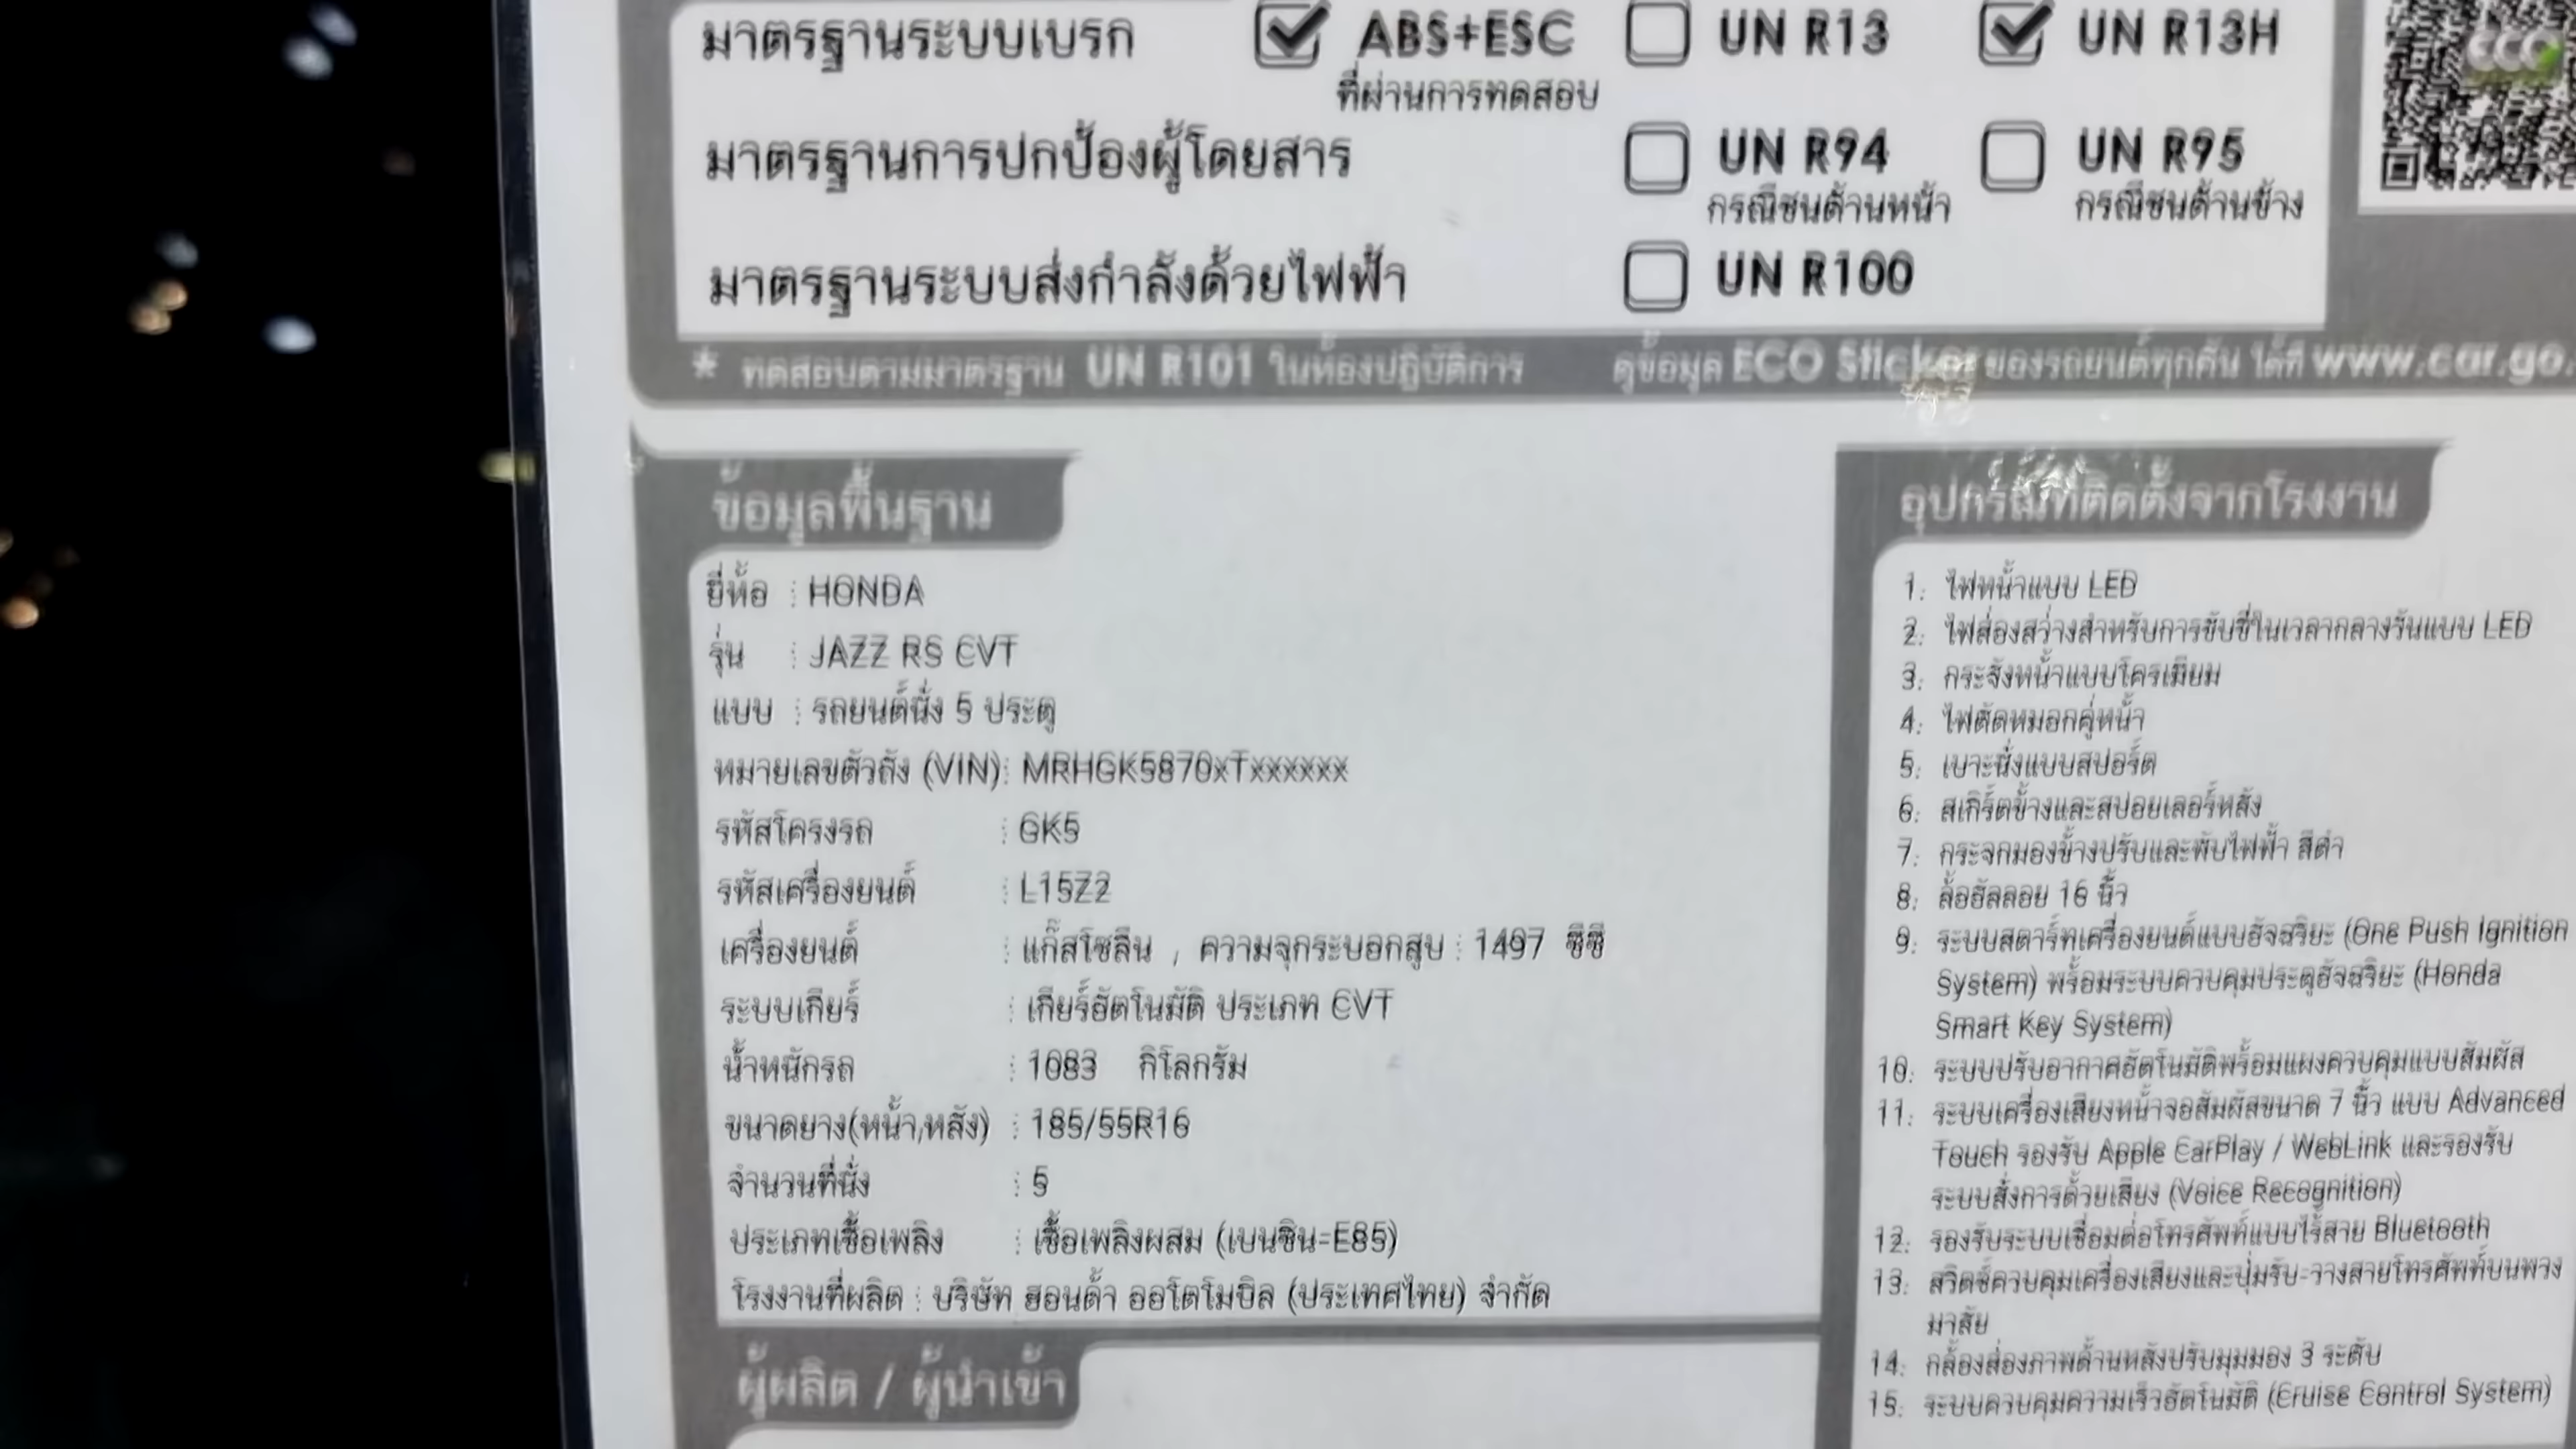 มาตรฐานระบบเบรก ABS+ESC UN R13 UN R13H
ที่ผ่านการทดสอบ
มาตรฐานการปกป้องผู้โดยสาร UN R94 UN R95
กรณีชนด้านหน้า กรณีชนด้านข้าง
มาตรฐานระบบส่งกำลังด้วยไฟฟ้า UN R100
* ทดสอบตามมาตรฐาน UN R101 ในห้องปฏิบัติการ ดูข้อมูล ECO Sticker ของรถยนต์ทุกคัน ได้ที่ www.car.go.
ข้อมูลพื้นฐาน
ยี่ห้อ : HONDA
รุ่น : JAZZ RS CVT
แบบ : รถยนต์นั่ง 5 ประตู
หมายเลขตัวถัง (VIN): MRHGK5870xTxxxxxx
รหัสโครงรถ : GK5
รหัสเครื่องยนต์ : L15Z2
เครื่องยนต์ : แก๊สโซลีน , ความจุกระบอกสูบ : 1497 ซีซี
ระบบเกียร์ : เกียร์อัตโนมัติ ประเภท CVT
น้ำหนักรถ : 1083 กิโลกรัม
ขนาดยาง(หน้า,หลัง) : 185/55R16
จำนวนที่นั่ง : 5
ประเภทเชื้อเพลิง : เชื้อเพลิงผสม (เบนซิน-E85)
โรงงานที่ผลิต : บริษัท ฮอนด้า ออโตโมบิล (ประเทศไทย) จำกัด
ผู้ผลิต / ผู้นำเข้า
อุปกรณ์ที่ติดตั้งจากโรงงาน
1. ไฟหน้าแบบ LED
2. ไฟส่องสว่างสำหรับการขับขี่ในเวลากลางวันแบบ LED
3. กระจังหน้าแบบโครเมียม
4. ไฟตัดหมอกคู่หน้า
5. เบาะนั่งแบบสปอร์ต
6. สเกิร์ตข้างและสปอยเลอร์หลัง
7. กระจกมองข้างปรับและพับไฟฟ้า สีดำ
8. ล้ออัลลอย 16 นิ้ว
9. ระบบสตาร์ทเครื่องยนต์แบบอัจฉริยะ (One Push Ignition
System) พร้อมระบบควบคุมประตูอัจฉริยะ (Honda
Smart Key System)
10. ระบบปรับอากาศอัตโนมัติพร้อมแผงควบคุมแบบสัมผัส
11. ระบบเครื่องเสียงหน้าจอสัมผัสขนาด 7 นิ้ว แบบ Advanced
Touch รองรับ Apple CarPlay / WebLink และรองรับ
ระบบสั่งการด้วยเสียง (Voice Recognition)
12. รองรับระบบเชื่อมต่อโทรศัพท์แบบไร้สาย Bluetooth
13. สวิตช์ควบคุมเครื่องเสียงและปุ่มรับ-วางสายโทรศัพท์บนพวง
มาลัย
14. กล้องส่องภาพด้านหลังปรับมุมมอง 3 ระดับ
15. ระบบควบคุมความเร็วอัตโนมัติ (Cruise Control System)